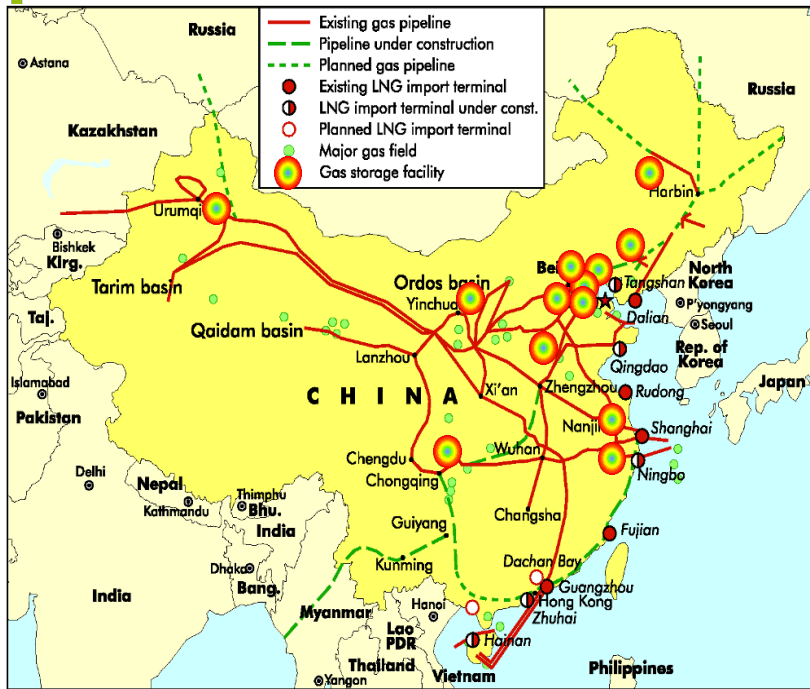 Existing gas pipeline
Pipeline under construction
Planned gas pipeline
Existing LNG import terminal
LNG import terminal under const.
Planned LNG import terminal
Major gas field
Gas storage facility
Russia
Astana
Russia
Kazakhstan
Harbin
Urumqi
Bishkek
Kirg.
Tarim basin
Ordos basin
Bei
Tangshan
North
Korea
Yinchua
P'yongyang
Dalian
Taj.
Qaidam basin
Seoul
Rep. of
Korea
Lanzhou
Qingdao
Islamabad
Xi'an
Zhengzhou
Rudong
Japan
CHINA
Pakistan
Nanji
Shanghai
Wuhan
Chengdu
Ningbo
Delhi
Chongqing
Nepal
Thimphu
Kathmandu
Bhu.
Changsha
India
Guiyang
Fujian
Kunming
Dachan Bay
Dhaka
Guangzhou
India
Bang.
Hanoi
Hong Kong
Myanmar
Zhuhai
Lao
PDR
Hainan
Thailand
Vietnam
Philippines
Yangon